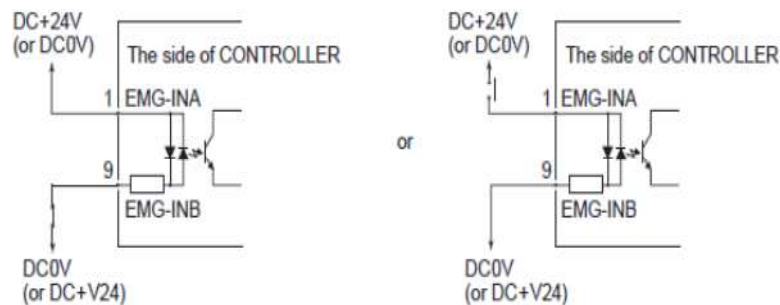 DC+24V
(or DC0V)
The side of CONTROLLER
1 EMG-INA
9
EMG-INB
DC0V
(or DC+V24)
or
DC+24V
(or DC0V)
The side of CONTROLLER
1 EMG-INA
9
EMG-INB
DC0V
(or DC+V24)